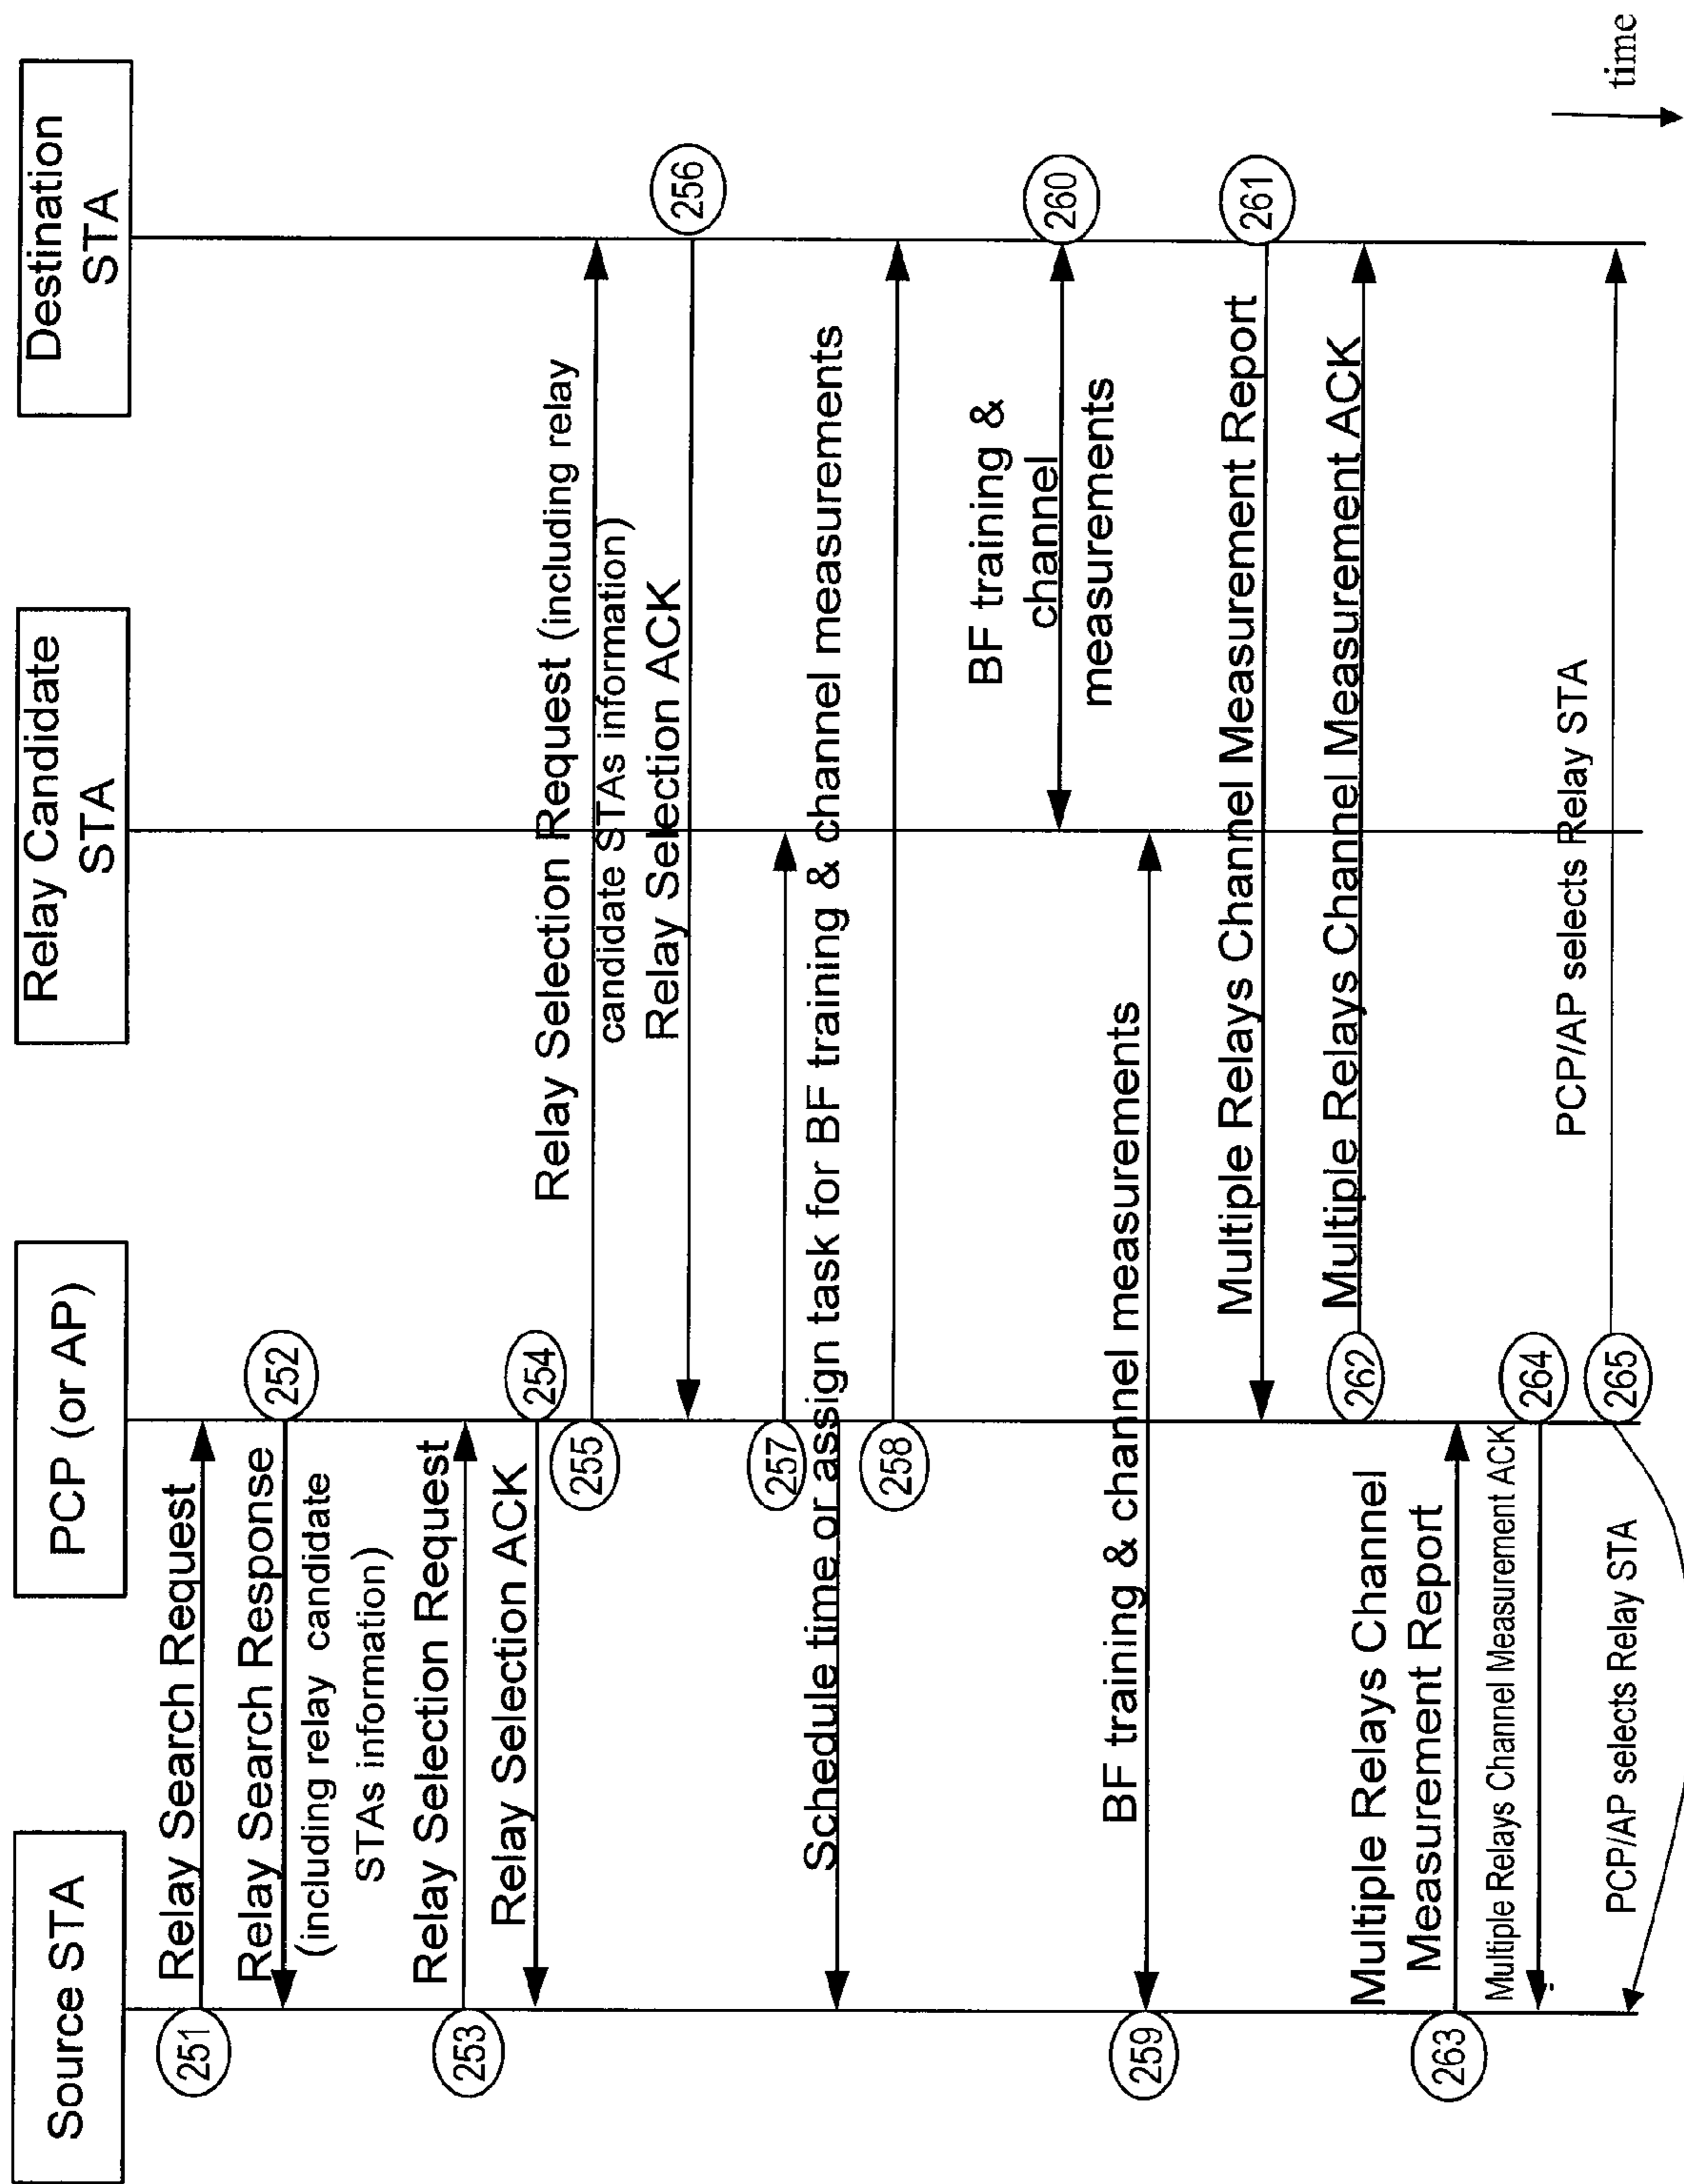 Source STA
PCP (or AP)
Relay Candidate
STA
Destination
STA
251
Relay Search Request
252
Relay Search Response
(including relay candidate
STAs information)
253
Relay Selection Request
254
Relay Selection ACK
255
Relay Selection Request (including relay
candidate STAs information)
256
Relay Selection ACK
257
Schedule time or assign task for BF training & channel measurements
258
260
BF training &
channel
measurements
259
BF training & channel measurements
261
Multiple Relays Channel Measurement Report
262
Multiple Relays Channel Measurement ACK
263
Multiple Relays Channel
Measurement Report
264
Multiple Relays Channel Measurement ACK
265
PCP/AP selects Relay STA
PCP/AP selects Relay STA
time